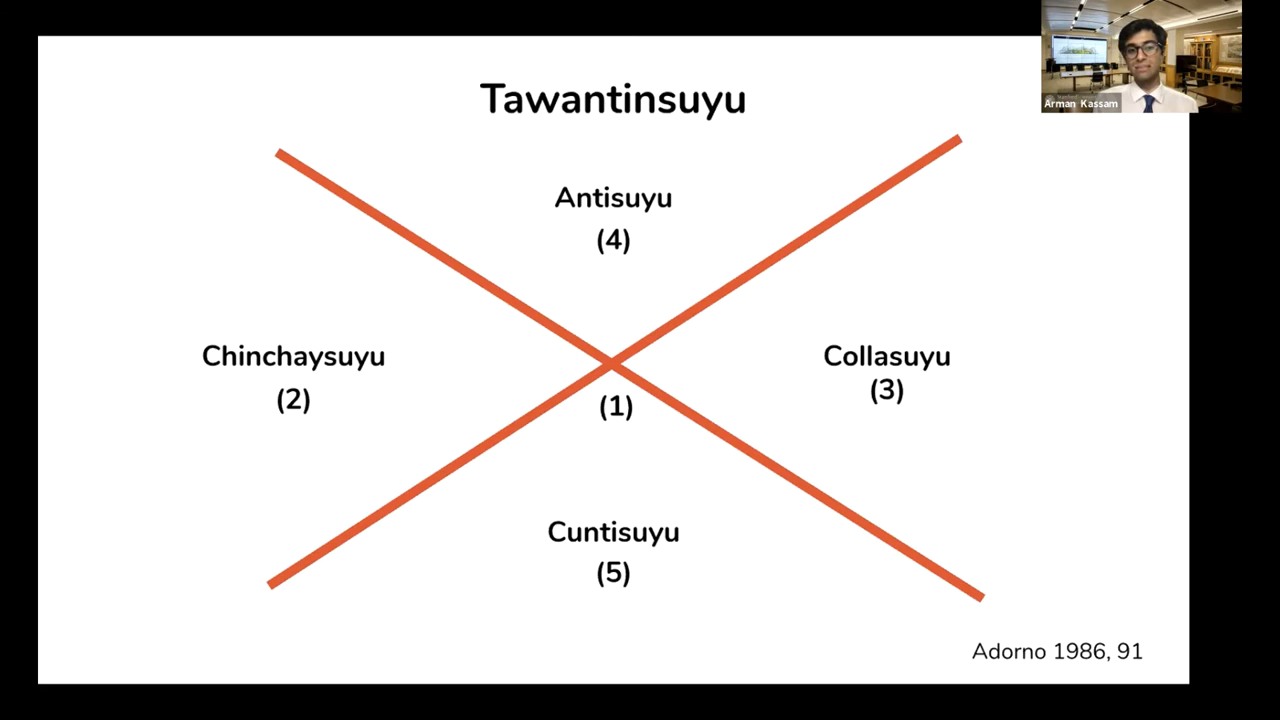 Tawantinsuyu
Arman Kassam
Antisuyu
(4)
Chinchaysuyu
(2)
Collasuyu
(3)
(1)
Cuntisuyu
(5)
Adorno 1986, 91